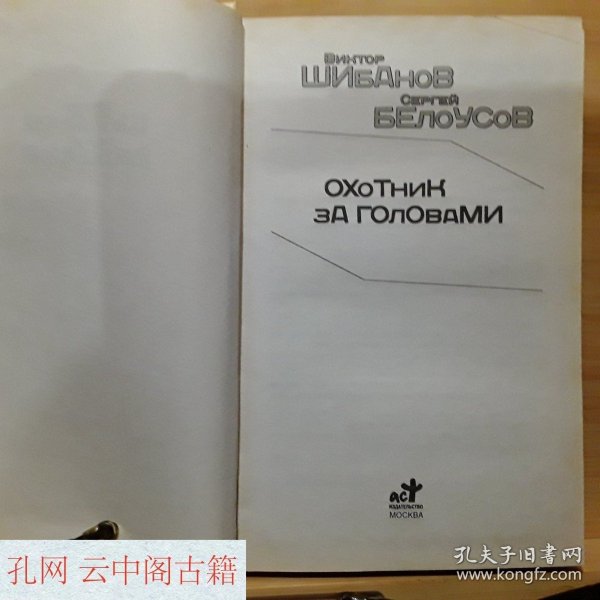 Виктор
ШИБАНОВ
Сергей
БЕЛОУСОВ
ОХОТНИК
ЗА ГОЛОВАМИ
аст
ИЗДАТЕЛЬСТВО
МОСКВА
孔网 云中阁古籍
孔夫子旧书网
www.kongfz.com